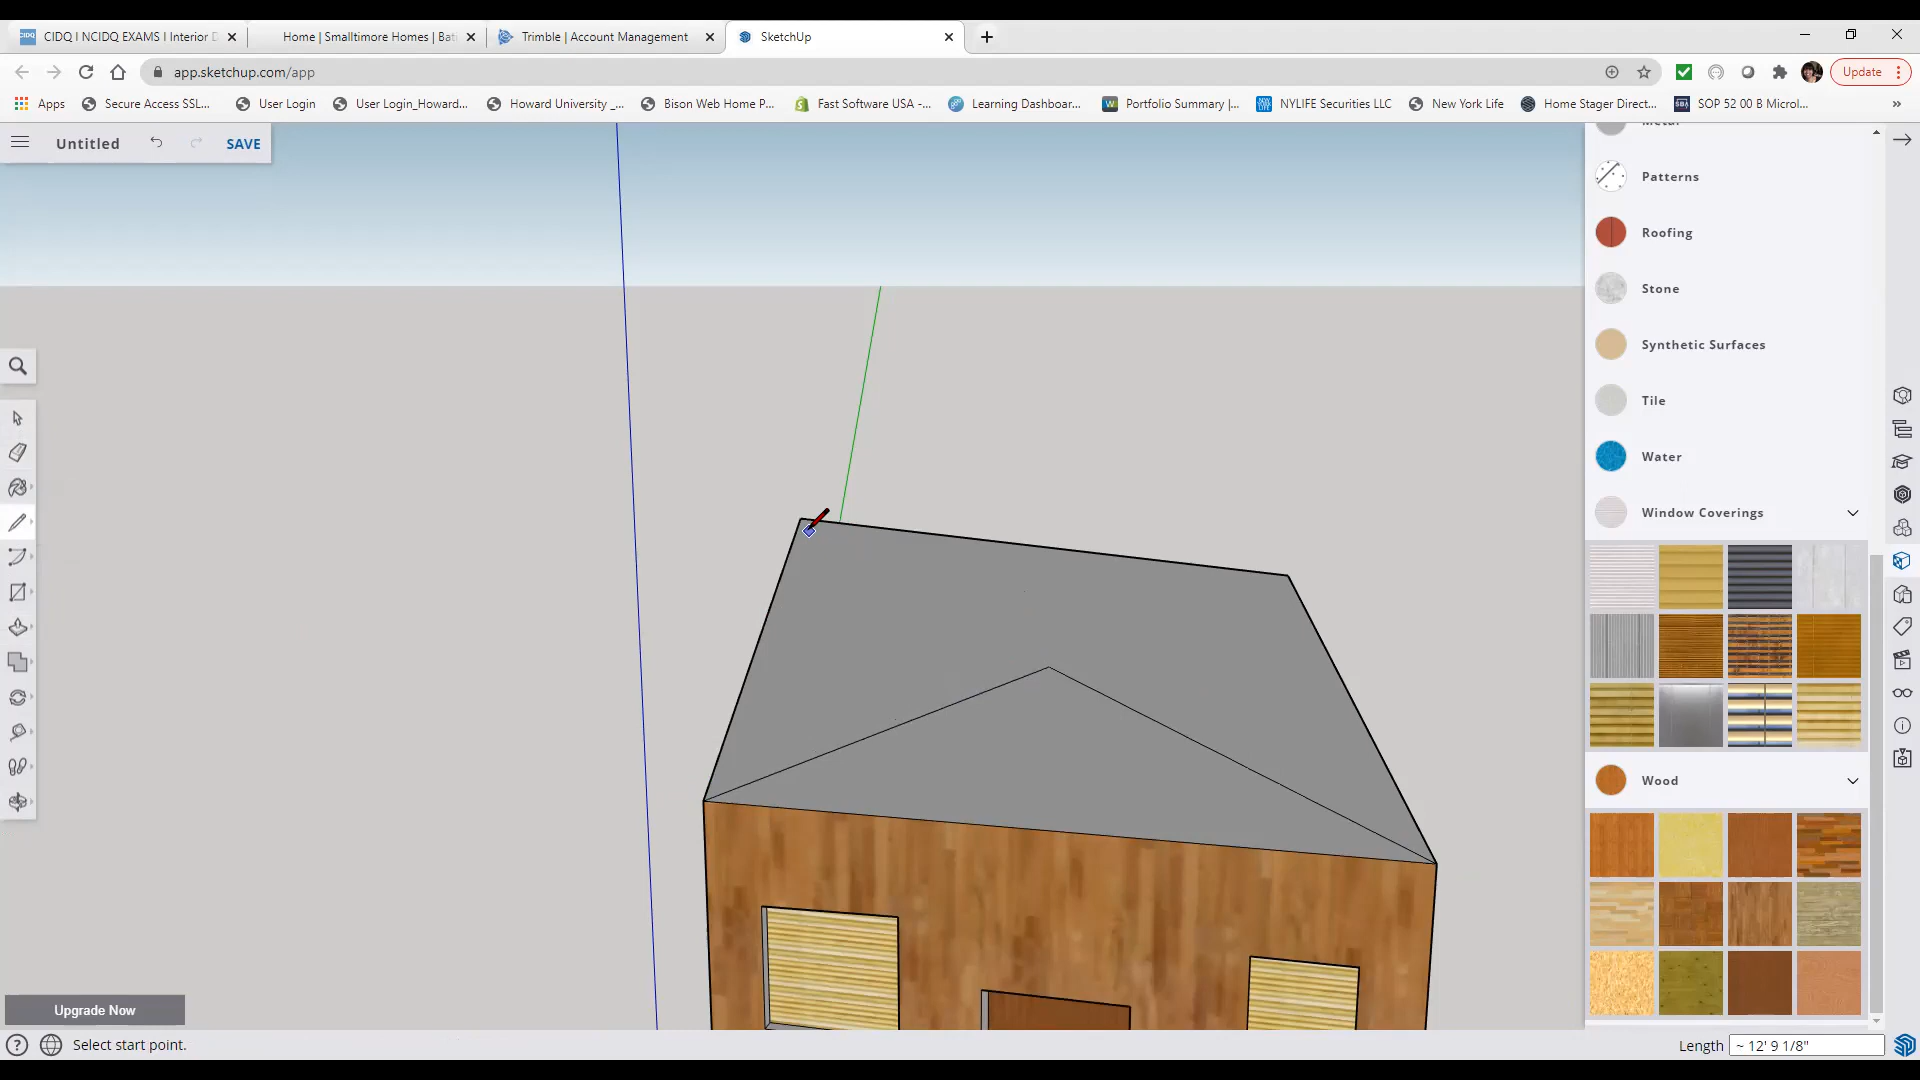 CIDQ I NCIDQ EXAMS I Interior D
Home | Smalltimore Homes | Balt
Trimble | Account Management
SketchUp
app.sketchup.com/app
Update
Apps
Secure Access SSL...
User Login
User Login_Howard...
Howard University _...
Bison Web Home P...
Fast Software USA -...
Learning Dashboar...
Portfolio Summary |...
NYLIFE Securities LLC
New York Life
Home Stager Direct...
SOP 52 00 B Microl...
»
Untitled
SAVE
Metal
Patterns
Roofing
Stone
Synthetic Surfaces
Tile
Water
Window Coverings
Wood
Upgrade Now
Select start point.
Length ~ 12' 9 1/8"